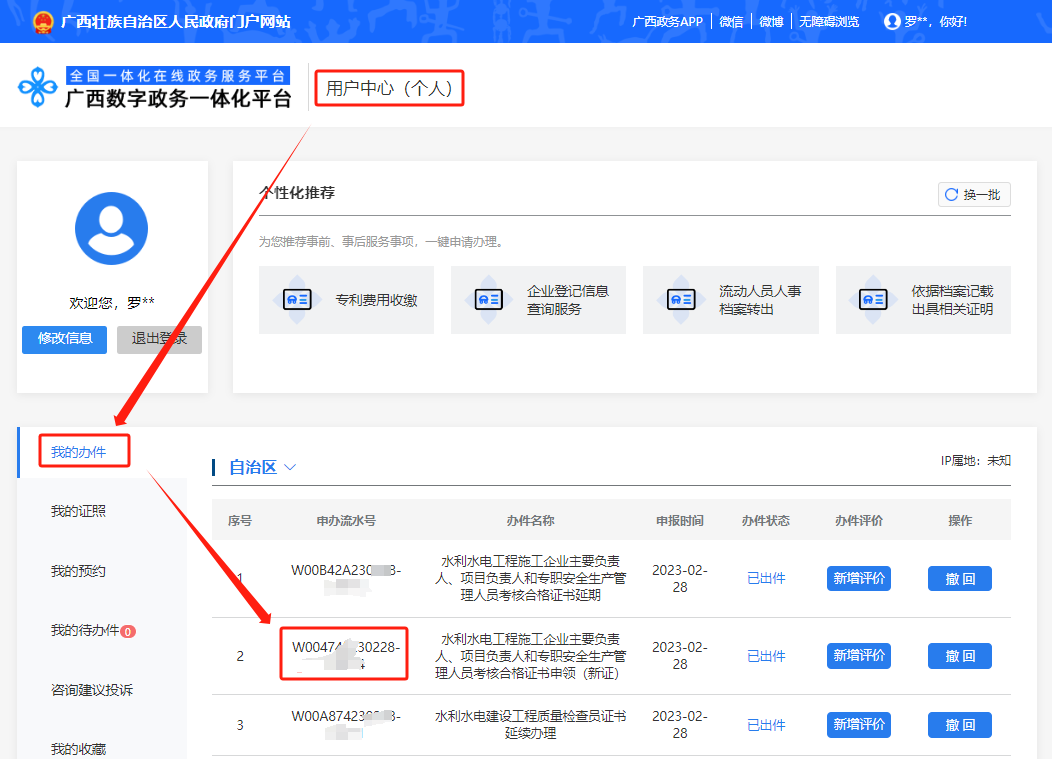 广西壮族自治区人民政府门户网站
广西政务APP 微信 微博 无障碍浏览 罗**，你好!
全国一体化在线政务服务平台
广西数字政务一体化平台
用户中心（个人）
个性化推荐
换一批
为您推荐事前、事后服务事项，一键申请办理。
专利费用收缴
企业登记信息
查询服务
流动人员人事
档案转出
依据档案记载
出具相关证明
欢迎您，罗**
修改信息 退出登录
我的办件
我的证照
我的预约
我的待办件 0
咨询建议投诉
我的收藏
自治区
IP属地：未知
序号 申办流水号 办件名称 申报时间 办件状态 办件评价 操作
1 W00B42A230 3- 水利水电工程施工企业主要负责
人、项目负责人和专职安全生产管
理人员考核合格证书延期
2023-02-
28
已出件 新增评价 撤回
2 W00474 30228- 水利水电工程施工企业主要负责
人、项目负责人和专职安全生产管
理人员考核合格证书申领（新证）
2023-02-
28
已出件 新增评价 撤回
3 W00A87423 3- 水利水电建设工程质量检查员证书
延续办理
2023-02-
28
已出件 新增评价 撤回